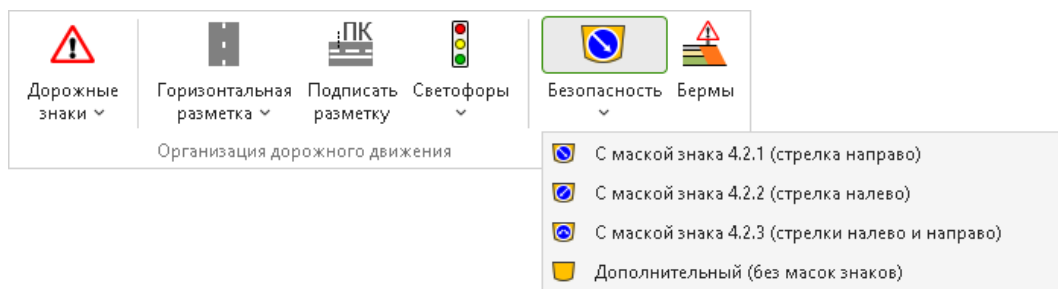 ПК
Дорожные знаки
Горизонтальная разметка
Подписать разметку
Светофоры
Безопасность
Бермы
Организация дорожного движения
С маской знака 4.2.1 (стрелка направо)
С маской знака 4.2.2 (стрелка налево)
С маской знака 4.2.3 (стрелки налево и направо)
Дополнительный (без масок знаков)